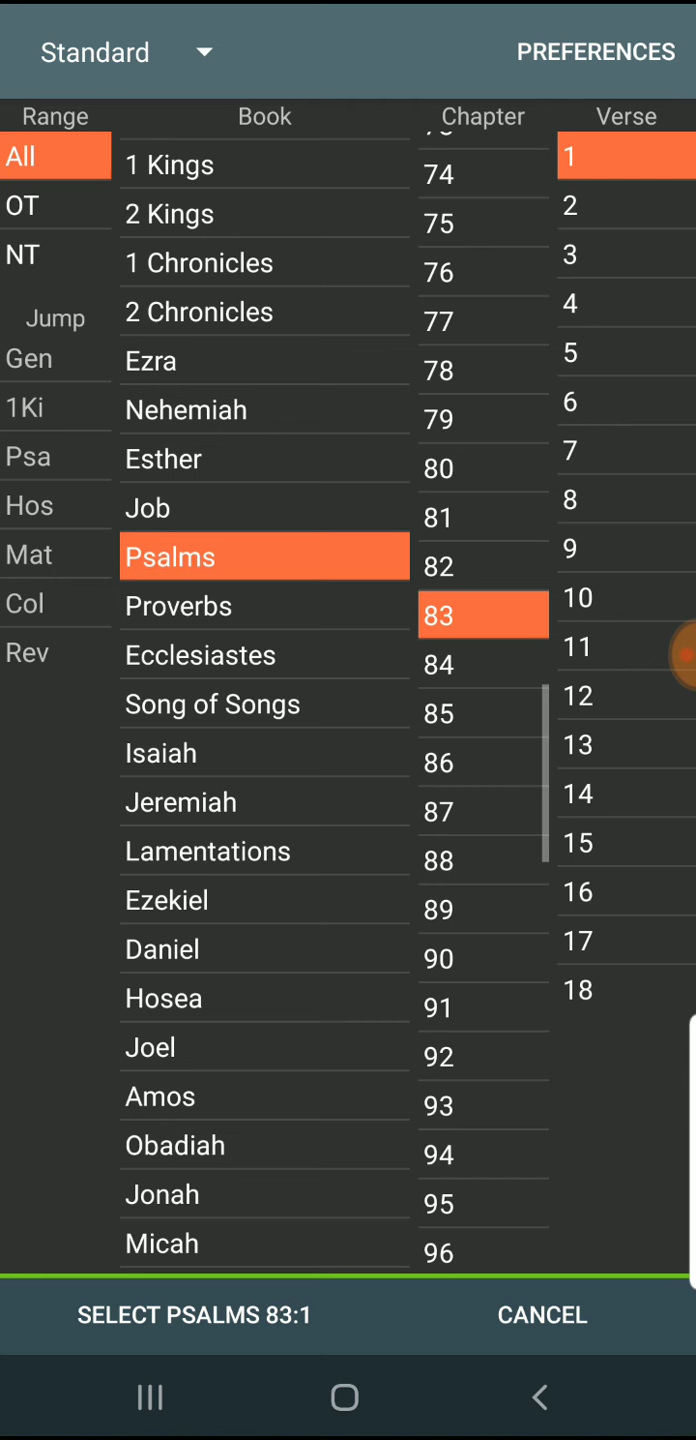 Standard
PREFERENCES
Range
All
OT
NT
Jump
Gen
1Ki
Psa
Hos
Mat
Col
Rev
Book
1 Kings
2 Kings
1 Chronicles
2 Chronicles
Ezra
Nehemiah
Esther
Job
Psalms
Proverbs
Ecclesiastes
Song of Songs
Isaiah
Jeremiah
Lamentations
Ezekiel
Daniel
Hosea
Joel
Amos
Obadiah
Jonah
Micah
Chapter
74
75
76
77
78
79
80
81
82
83
84
85
86
87
88
89
90
91
92
93
94
95
96
Verse
1
2
3
4
5
6
7
8
9
10
11
12
13
14
15
16
17
18
SELECT PSALMS 83:1
CANCEL